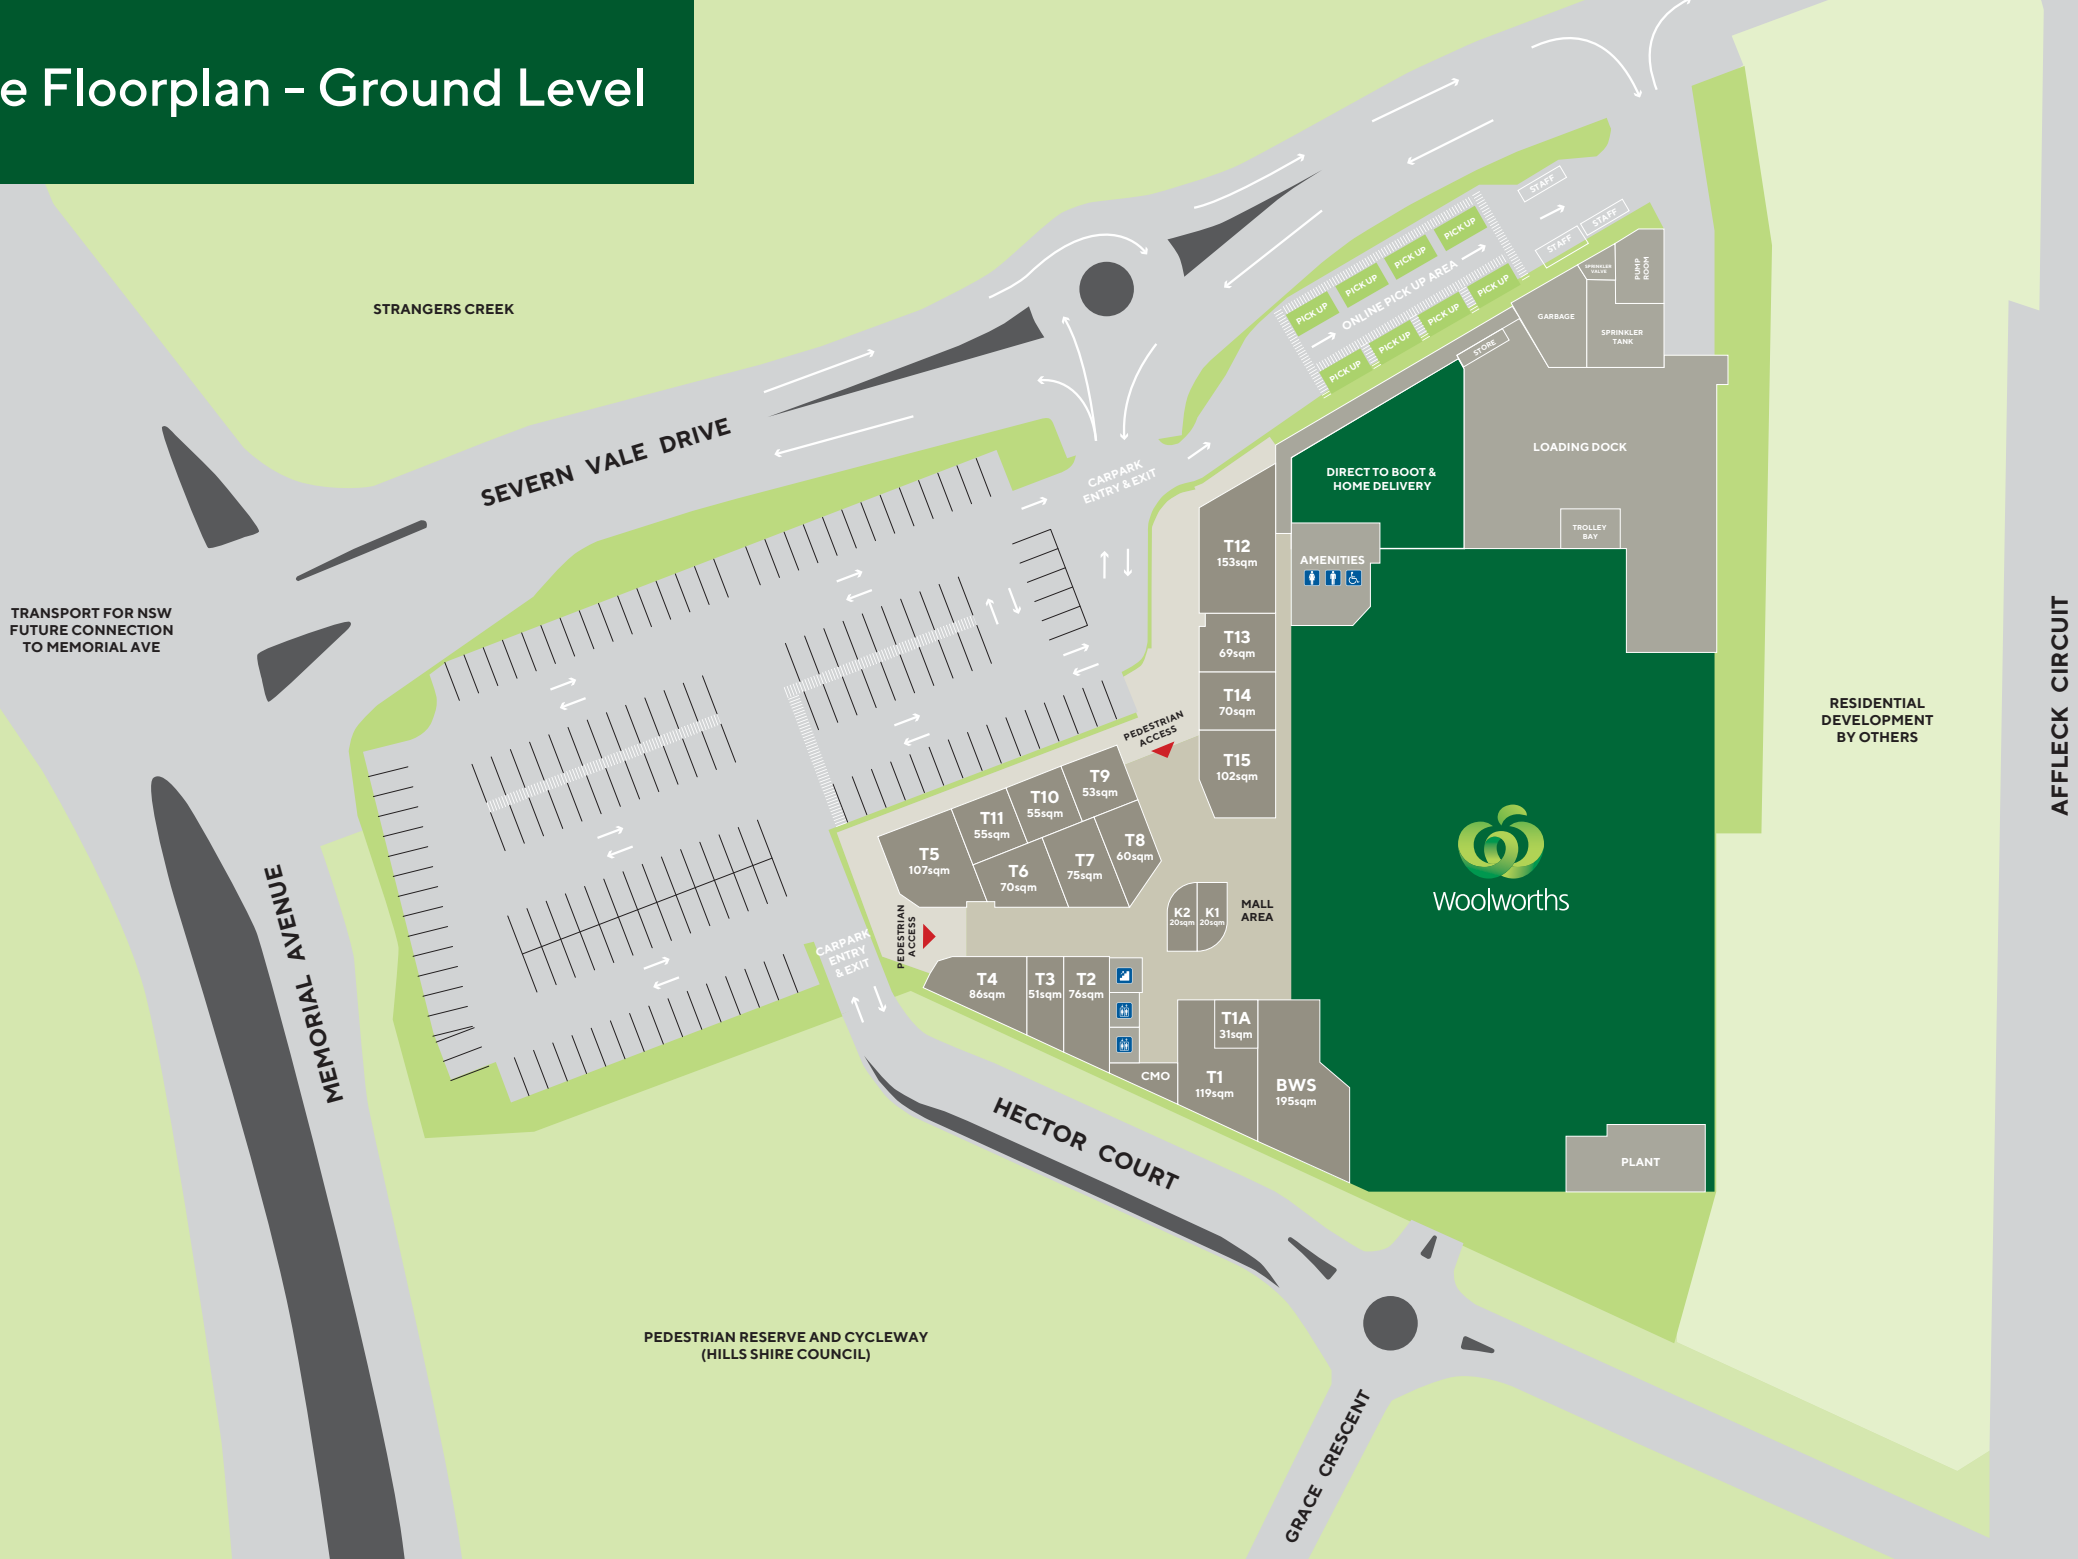 e Floorplan - Ground Level
STRANGERS CREEK
SEVERN VALE DRIVE
TRANSPORT FOR NSW
FUTURE CONNECTION
TO MEMORIAL AVE
MEMORIAL AVENUE
STAFF
STAFF
STAFF
PICK UP
PICK UP
PICK UP
PICK UP
ONLINE PICK UP AREA
PICK UP
PICK UP
PICK UP
PICK UP
SPRINKLER
VALVE
PUMP
ROOM
GARBAGE
SPRINKLER
TANK
STORE
CARPARK
ENTRY & EXIT
DIRECT TO BOOT &
HOME DELIVERY
LOADING DOCK
TROLLEY
BAY
AMENITIES
T12
153sqm
T13
69sqm
T14
70sqm
T15
102sqm
PEDESTRIAN
ACCESS
T9
53sqm
T10
55sqm
T11
55sqm
T5
107sqm
T6
70sqm
T7
75sqm
T8
60sqm
K2
20sqm
K1
20sqm
MALL
AREA
Woolworths
PEDESTRIAN
ACCESS
CARPARK
ENTRY
& EXIT
T4
86sqm
T3
51sqm
T2
76sqm
T1A
31sqm
CMO
T1
119sqm
BWS
195sqm
PLANT
HECTOR COURT
GRACE CRESCENT
PEDESTRIAN RESERVE AND CYCLEWAY
(HILLS SHIRE COUNCIL)
RESIDENTIAL
DEVELOPMENT
BY OTHERS
AFFLECK CIRCUIT